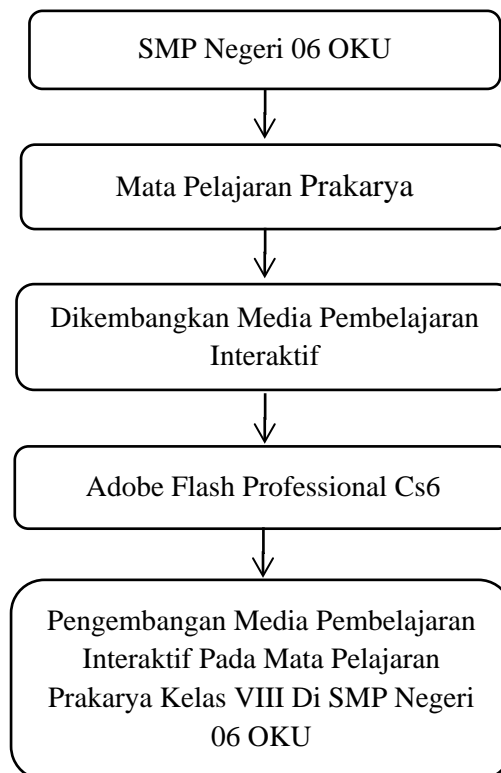 SMP Negeri 06 OKU
Mata Pelajaran Prakarya
Dikembangkan Media Pembelajaran
Interaktif
Adobe Flash Professional Cs6
Pengembangan Media Pembelajaran
Interaktif Pada Mata Pelajaran
Prakarya Kelas VIII Di SMP Negeri
06 OKU